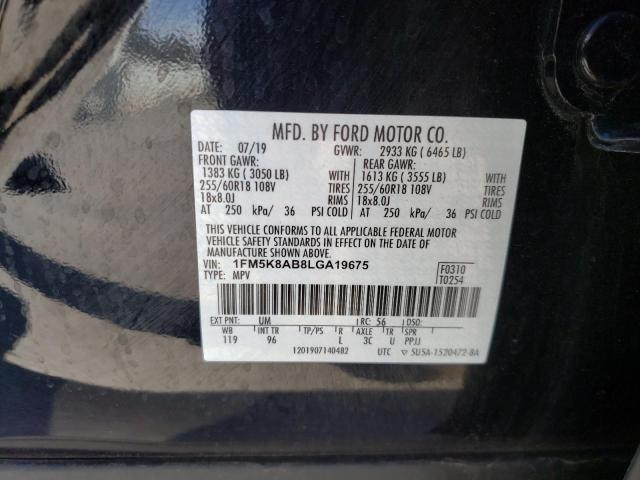 MFD. BY FORD MOTOR CO.
DATE: 07/19 GVWR: 2933 KG ( 6465 LB)
FRONT GAWR: REAR GAWR:
1383 KG ( 3050 LB) WITH 1613 KG ( 3555 LB) WITH
255/60R18 108V TIRES 255/60R18 108V TIRES
18x8.0J RIMS 18x8.0J RIMS
AT 250 kPa/ 36 PSI COLD AT 250 kPa/ 36 PSI COLD
THIS VEHICLE CONFORMS TO ALL APPLICABLE FEDERAL MOTOR
VEHICLE SAFETY AND THEFT PREVENTION STANDARDS IN EFFECT ON THE DATE OF
MANUFACTURE SHOWN ABOVE.
VIN: 1FM5K8AB8LGA19675 F0310
TYPE: MPV T0254
EXT PNT: UM RC: 56 DSO:
WB INT TR TP/PS R AXLE TR SPR
119 96 L 3C U PPJJ
1201907140482 UTC ▽ 5U5A-1520472-BA